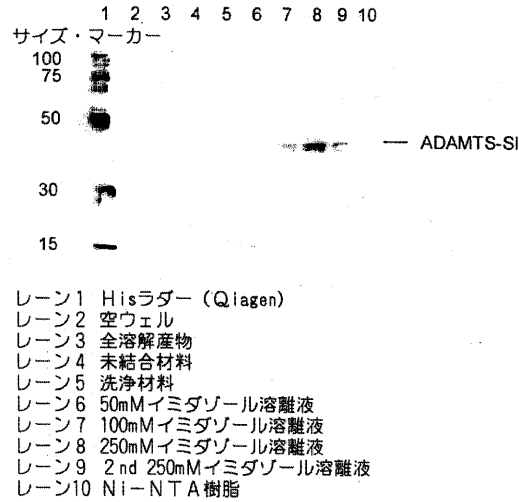 1 2 3 4 5 6 7 8 9 10
サイズ・マーカー
100
75
50
ADAMTS-SI
30
15
レーン1 Hisラダー (Qiagen)
レーン2 空ウェル
レーン3 全溶解産物
レーン4 未結合材料
レーン5 洗浄材料
レーン6 50mMイミダゾール溶離液
レーン7 100mMイミダゾール溶離液
レーン8 250mMイミダゾール溶離液
レーン9 2nd 250mMイミダゾール溶離液
レーン10 Ni-NTA樹脂